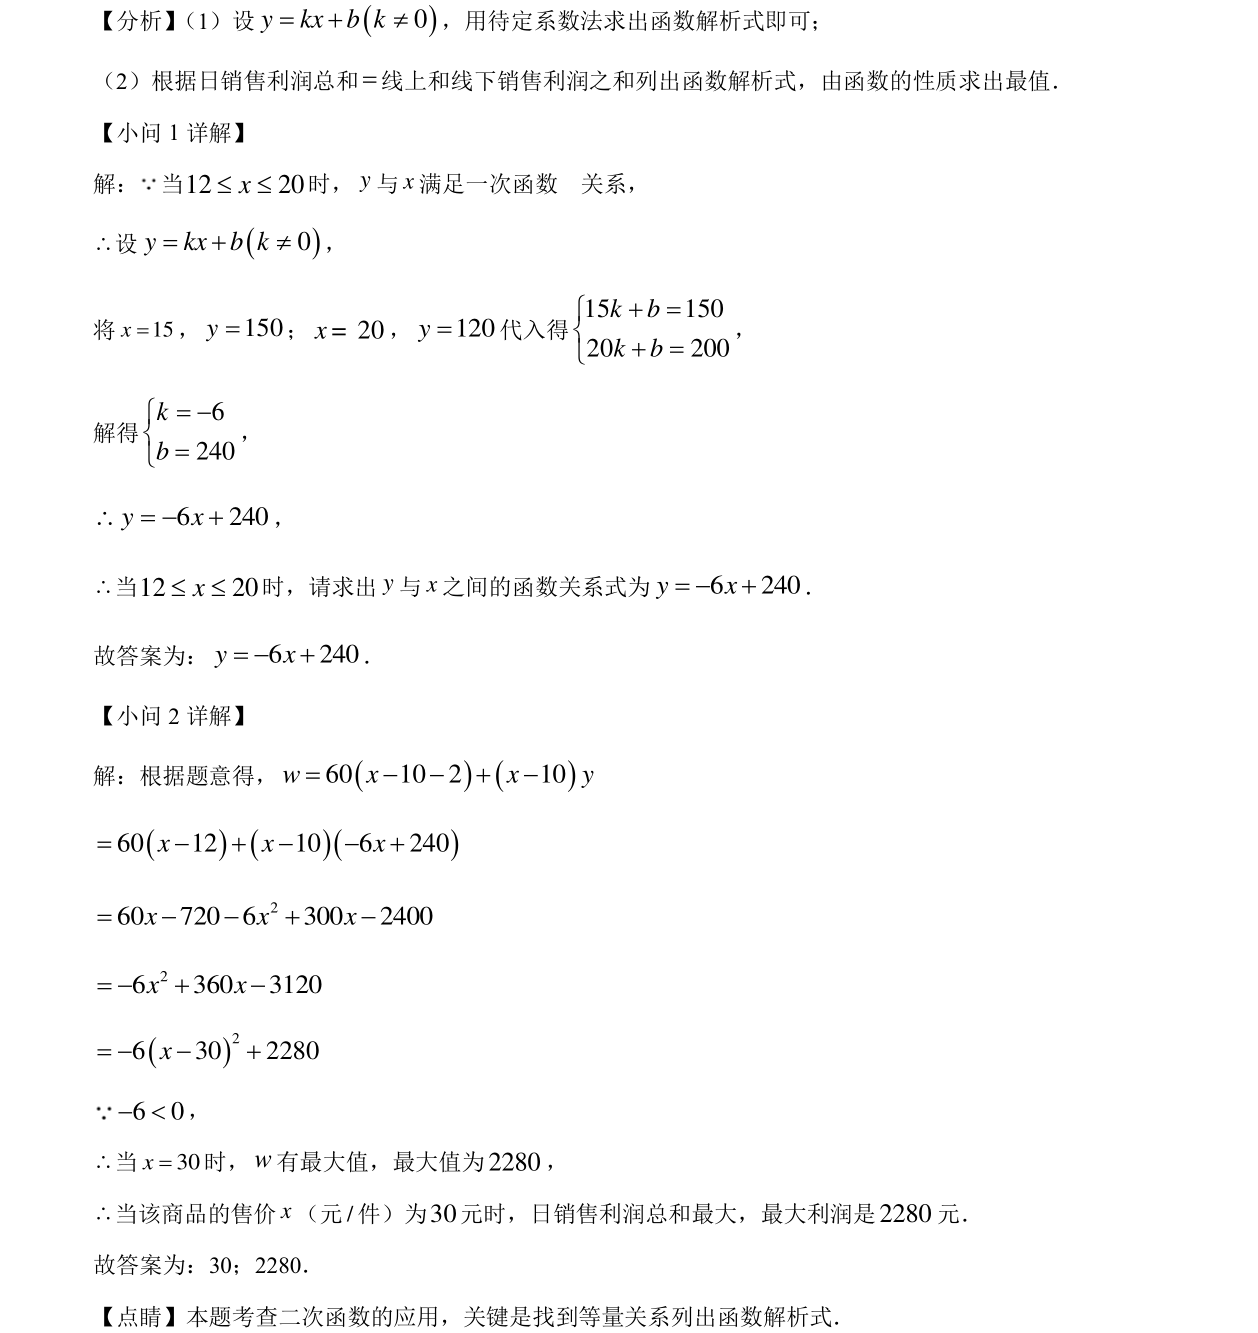 【分析】（1）设 y = kx + b(k ≠ 0)，用待定系数法求出函数解析式即可；
（2）根据日销售利润总和=线上和线下销售利润之和列出函数解析式，由函数的性质求出最值．
【小问 1 详解】
解：∵当12 ≤ x ≤ 20时，y 与 x 满足一次函数 关系，
∴设 y = kx + b(k ≠ 0)，
将 x = 15， y = 150； x = 20， y = 120 代入得 { 15k + b = 150 20k + b = 200 ，
解得 { k = −6 b = 240 ，
∴ y = −6x + 240，
∴当12 ≤ x ≤ 20时，请求出 y 与 x 之间的函数关系式为 y = −6x + 240．
故答案为： y = −6x + 240．
【小问 2 详解】
解：根据题意得， w = 60(x −10 − 2) + (x −10) y
= 60(x −12) + (x −10)(−6x + 240)
= 60x − 720 − 6x² + 300x − 2400
= −6x² + 360x − 3120
= −6(x − 30)² + 2280
∵ −6 < 0，
∴当 x = 30时， w 有最大值，最大值为 2280，
∴当该商品的售价 x （元/件）为 30 元时，日销售利润总和最大，最大利润是 2280 元．
故答案为：30；2280．
【点睛】本题考查二次函数的应用，关键是找到等量关系列出函数解析式．